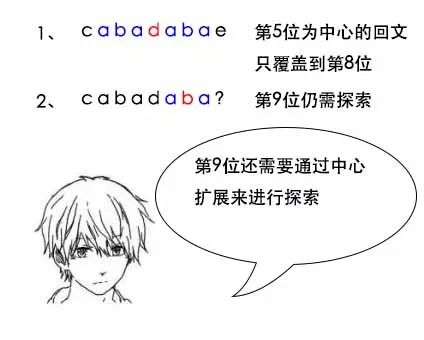 1、 cabadabae 第5位为中心的回文
只覆盖到第8位
2、 cabadaba? 第9位仍需探索
第9位还需要通过中心
扩展来进行探索